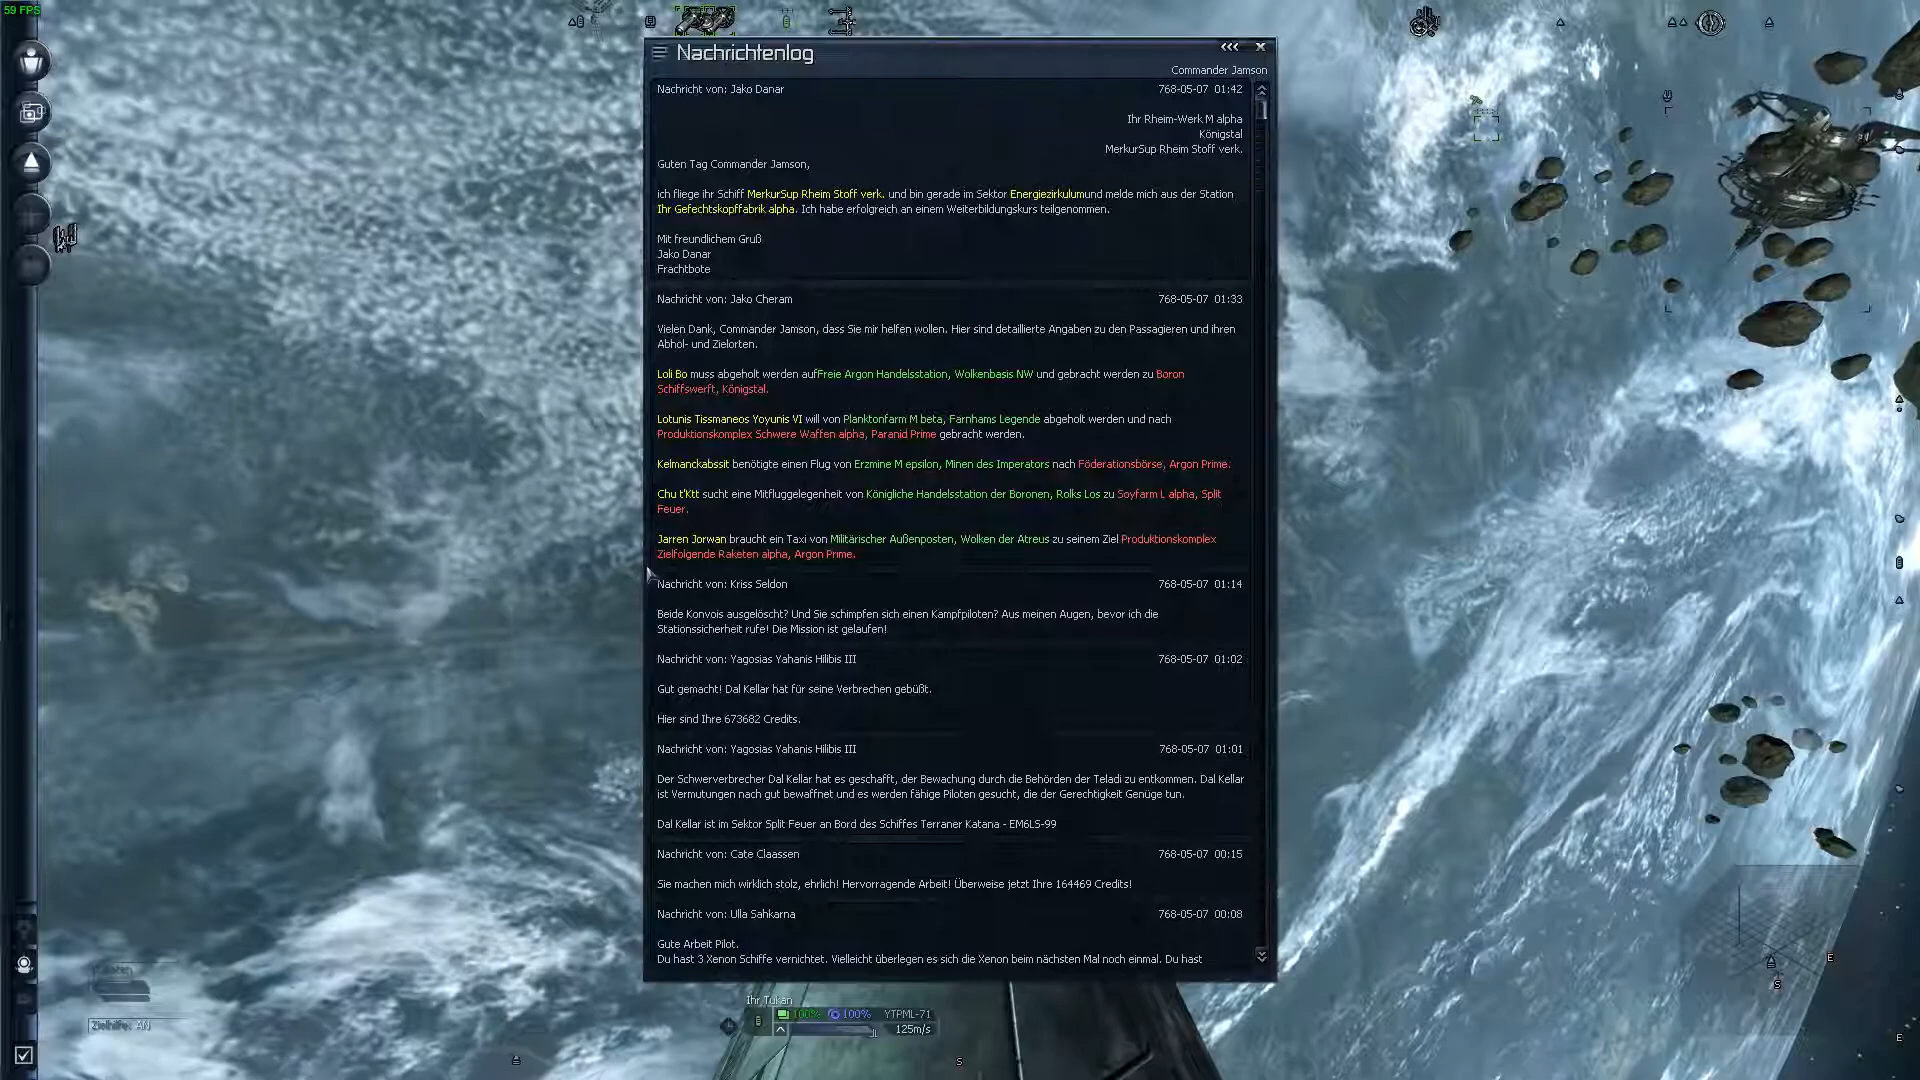 59 FPS
Nachrichtenlog
Commander Jamson
Nachricht von: Jako Danar 768-05-07 01:42
Ihr Rheim-Werk M alpha
Königstal
MerkurSup Rheim Stoff verk.
Guten Tag Commander Jamson,
ich fliege ihr Schiff MerkurSup Rheim Stoff verk. und bin gerade im Sektor Energiezirkulumund melde mich aus der Station
Ihr Gefechtskopffabrik alpha. Ich habe erfolgreich an einem Weiterbildungskurs teilgenommen.
Mit freundlichem Gruß
Jako Danar
Frachtbote
Nachricht von: Jako Cheram 768-05-07 01:33
Vielen Dank, Commander Jamson, dass Sie mir helfen wollen. Hier sind detaillierte Angaben zu den Passagieren und ihren
Abhol- und Zielorten.
Loli Bo muss abgeholt werden aufFreie Argon Handelsstation, Wolkenbasis NW und gebracht werden zu Boron
Schiffswerft, Königstal.
Lotunis Tissmaneos Yoyunis VI will von Planktonfarm M beta, Farnhams Legende abgeholt werden und nach
Produktionskomplex Schwere Waffen alpha, Paranid Prime gebracht werden.
Kelmanckabssit benötigte einen Flug von Erzmine M epsilon, Minen des Imperators nach Föderationsbörse, Argon Prime.
Chu t'Ktt sucht eine Mitfluggelegenheit von Königliche Handelsstation der Boronen, Rolks Los zu Soyfarm L alpha, Split
Feuer.
Jarren Jorwan braucht ein Taxi von Militärischer Außenposten, Wolken der Atreus zu seinem Ziel Produktionskomplex
Zielfolgende Raketen alpha, Argon Prime.
Nachricht von: Kriss Seldon 768-05-07 01:14
Beide Konvois ausgelöscht? Und Sie schimpfen sich einen Kampfpiloten? Aus meinen Augen, bevor ich die
Stationssicherheit rufe! Die Mission ist gelaufen!
Nachricht von: Yagosias Yahanis Hilibis III 768-05-07 01:02
Gut gemacht! Dal Kellar hat für seine Verbrechen gebüßt.
Hier sind Ihre 673682 Credits.
Nachricht von: Yagosias Yahanis Hilibis III 768-05-07 01:01
Der Schwerverbrecher Dal Kellar hat es geschafft, der Bewachung durch die Behörden der Teladi zu entkommen. Dal Kellar
ist Vermutungen nach gut bewaffnet und es werden fähige Piloten gesucht, die der Gerechtigkeit Genüge tun.
Dal Kellar ist im Sektor Split Feuer an Bord des Schiffes Terraner Katana - EM6LS-99
Nachricht von: Cate Claassen 768-05-07 00:15
Sie machen mich wirklich stolz, ehrlich! Hervorragende Arbeit! Überweise jetzt Ihre 164469 Credits!
Nachricht von: Ulla Sahkarna 768-05-07 00:08
Gute Arbeit Pilot.
Du hast 3 Xenon Schiffe vernichtet. Vielleicht überlegen es sich die Xenon beim nächsten Mal noch einmal. Du hast
Ihr Tukan
100% 100% YTPML-71
125m/s
Zielhilfe: AN
E
S
E
S